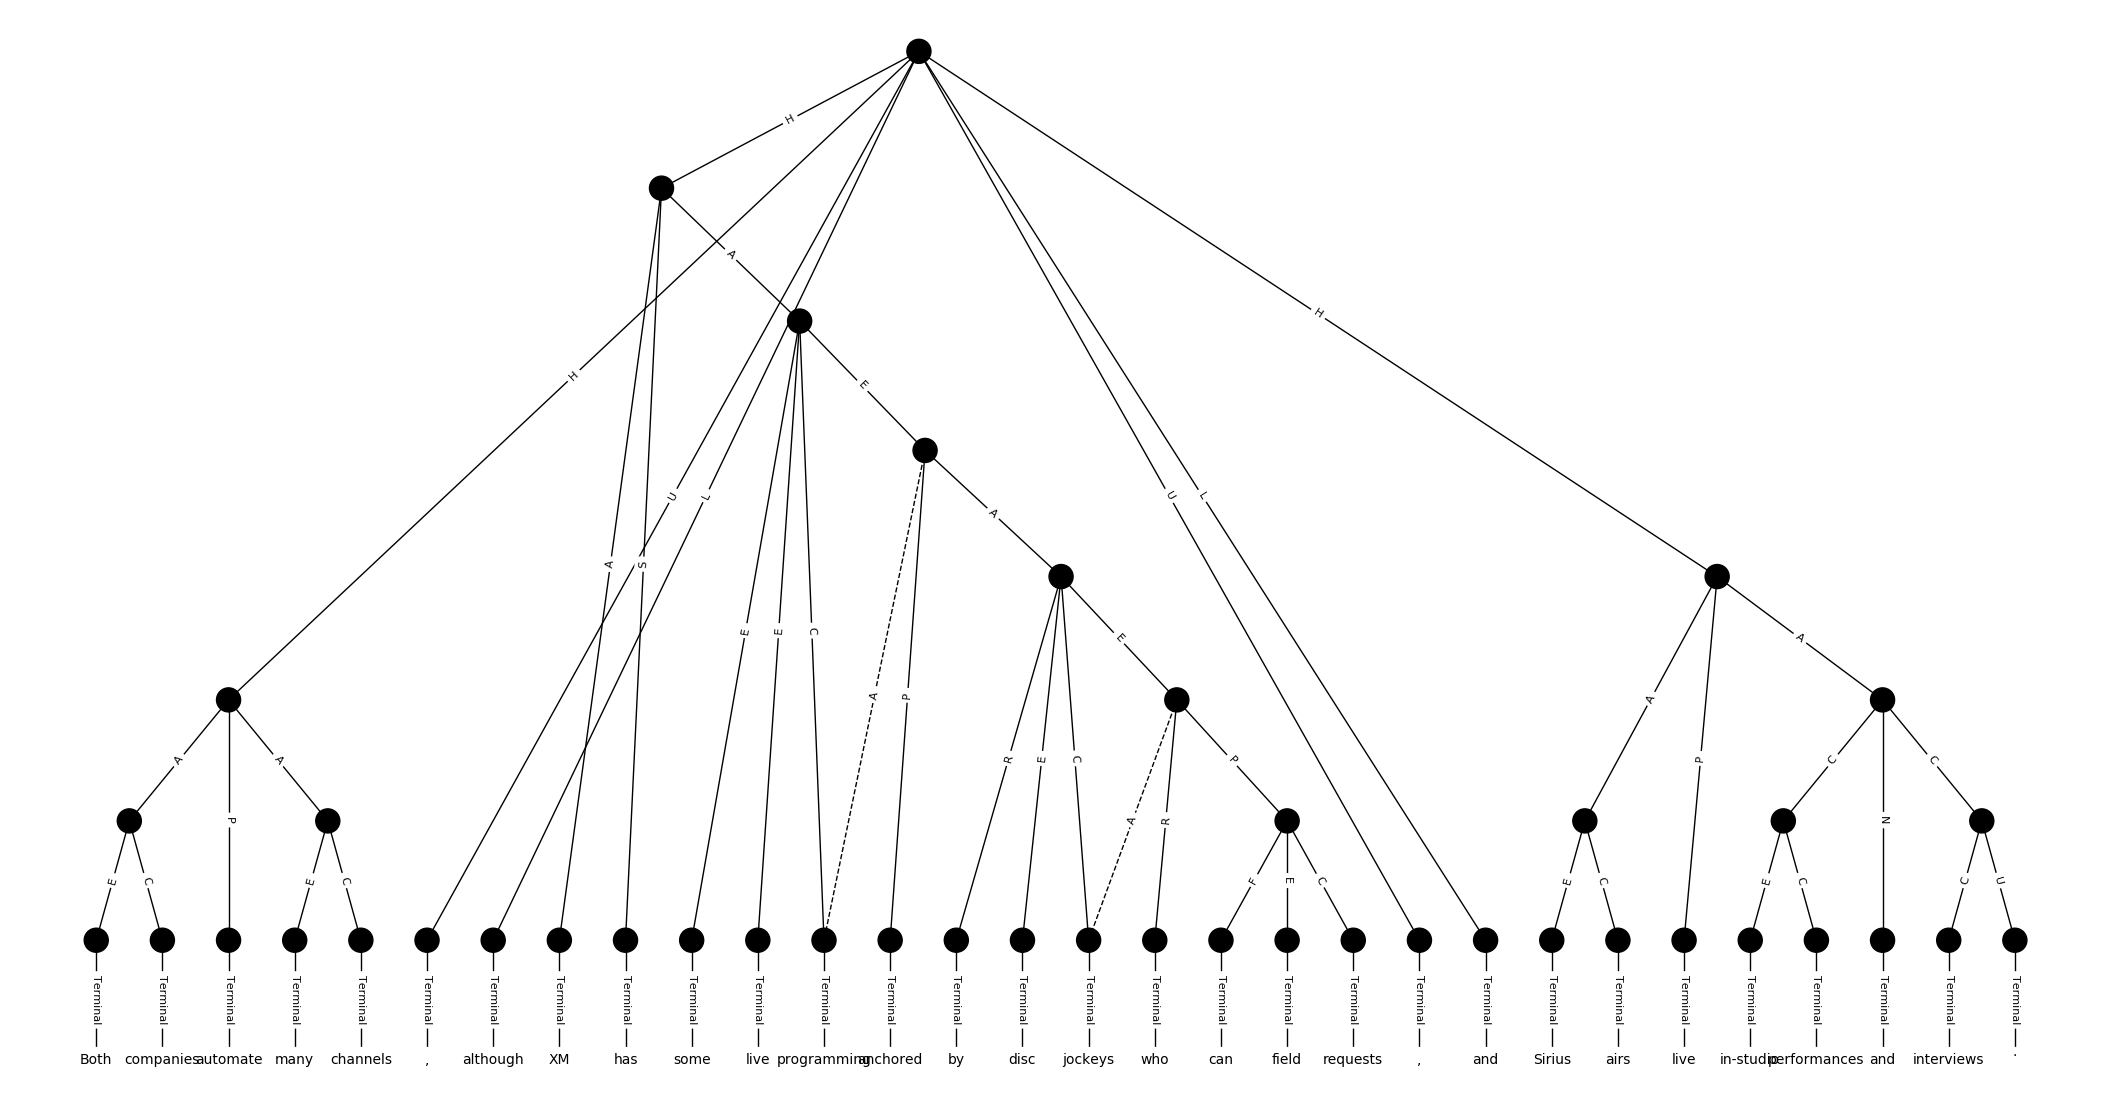 H
A
H
H
E
U L U L
A
A S
E E C A
A P
A E A
A A R E C P P C C
P A R N
E C E C F E C E C E C C U
Terminal Terminal Terminal Terminal Terminal Terminal Terminal Terminal Terminal Terminal Terminal Terminal Terminal Terminal Terminal Terminal Terminal Terminal Terminal Terminal Terminal Terminal Terminal Terminal Terminal Terminal Terminal Terminal Terminal Terminal
Both companies automate many channels , although XM has some live programming anchored by disc jockeys who can field requests , and Sirius airs live in-studio performances and interviews .